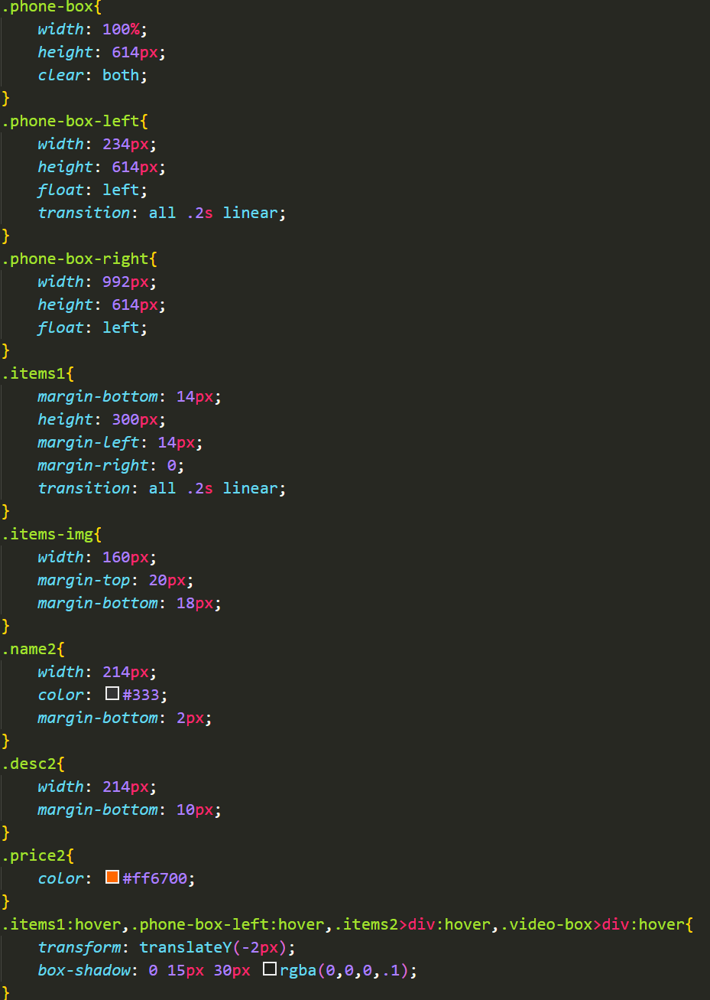 .phone-box{
    width: 100%;
    height: 614px;
    clear: both;
}
.phone-box-left{
    width: 234px;
    height: 614px;
    float: left;
    transition: all .2s linear;
}
.phone-box-right{
    width: 992px;
    height: 614px;
    float: left;
}
.items1{
    margin-bottom: 14px;
    height: 300px;
    margin-left: 14px;
    margin-right: 0;
    transition: all .2s linear;
}
.items-img{
    width: 160px;
    margin-top: 20px;
    margin-bottom: 18px;
}
.name2{
    width: 214px;
    color: #333;
    margin-bottom: 2px;
}
.desc2{
    width: 214px;
    margin-bottom: 10px;
}
.price2{
    color: #ff6700;
}
.items1:hover,.phone-box-left:hover,.items2>div:hover,.video-box>div:hover{
    transform: translateY(-2px);
    box-shadow: 0 15px 30px rgba(0,0,0,.1);
}